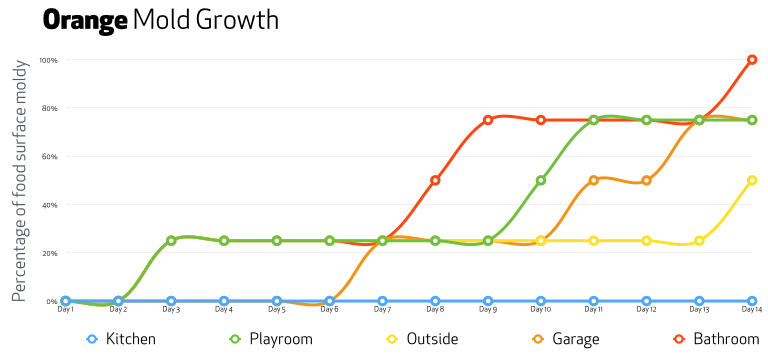 Orange Mold Growth
Percentage of food surface moldy
100%
80%
60%
40%
20%
0%
Day 1 Day 2 Day 3 Day 4 Day 5 Day 6 Day 7 Day 8 Day 9 Day 10 Day 11 Day 12 Day 13 Day 14
Kitchen Playroom Outside Garage Bathroom